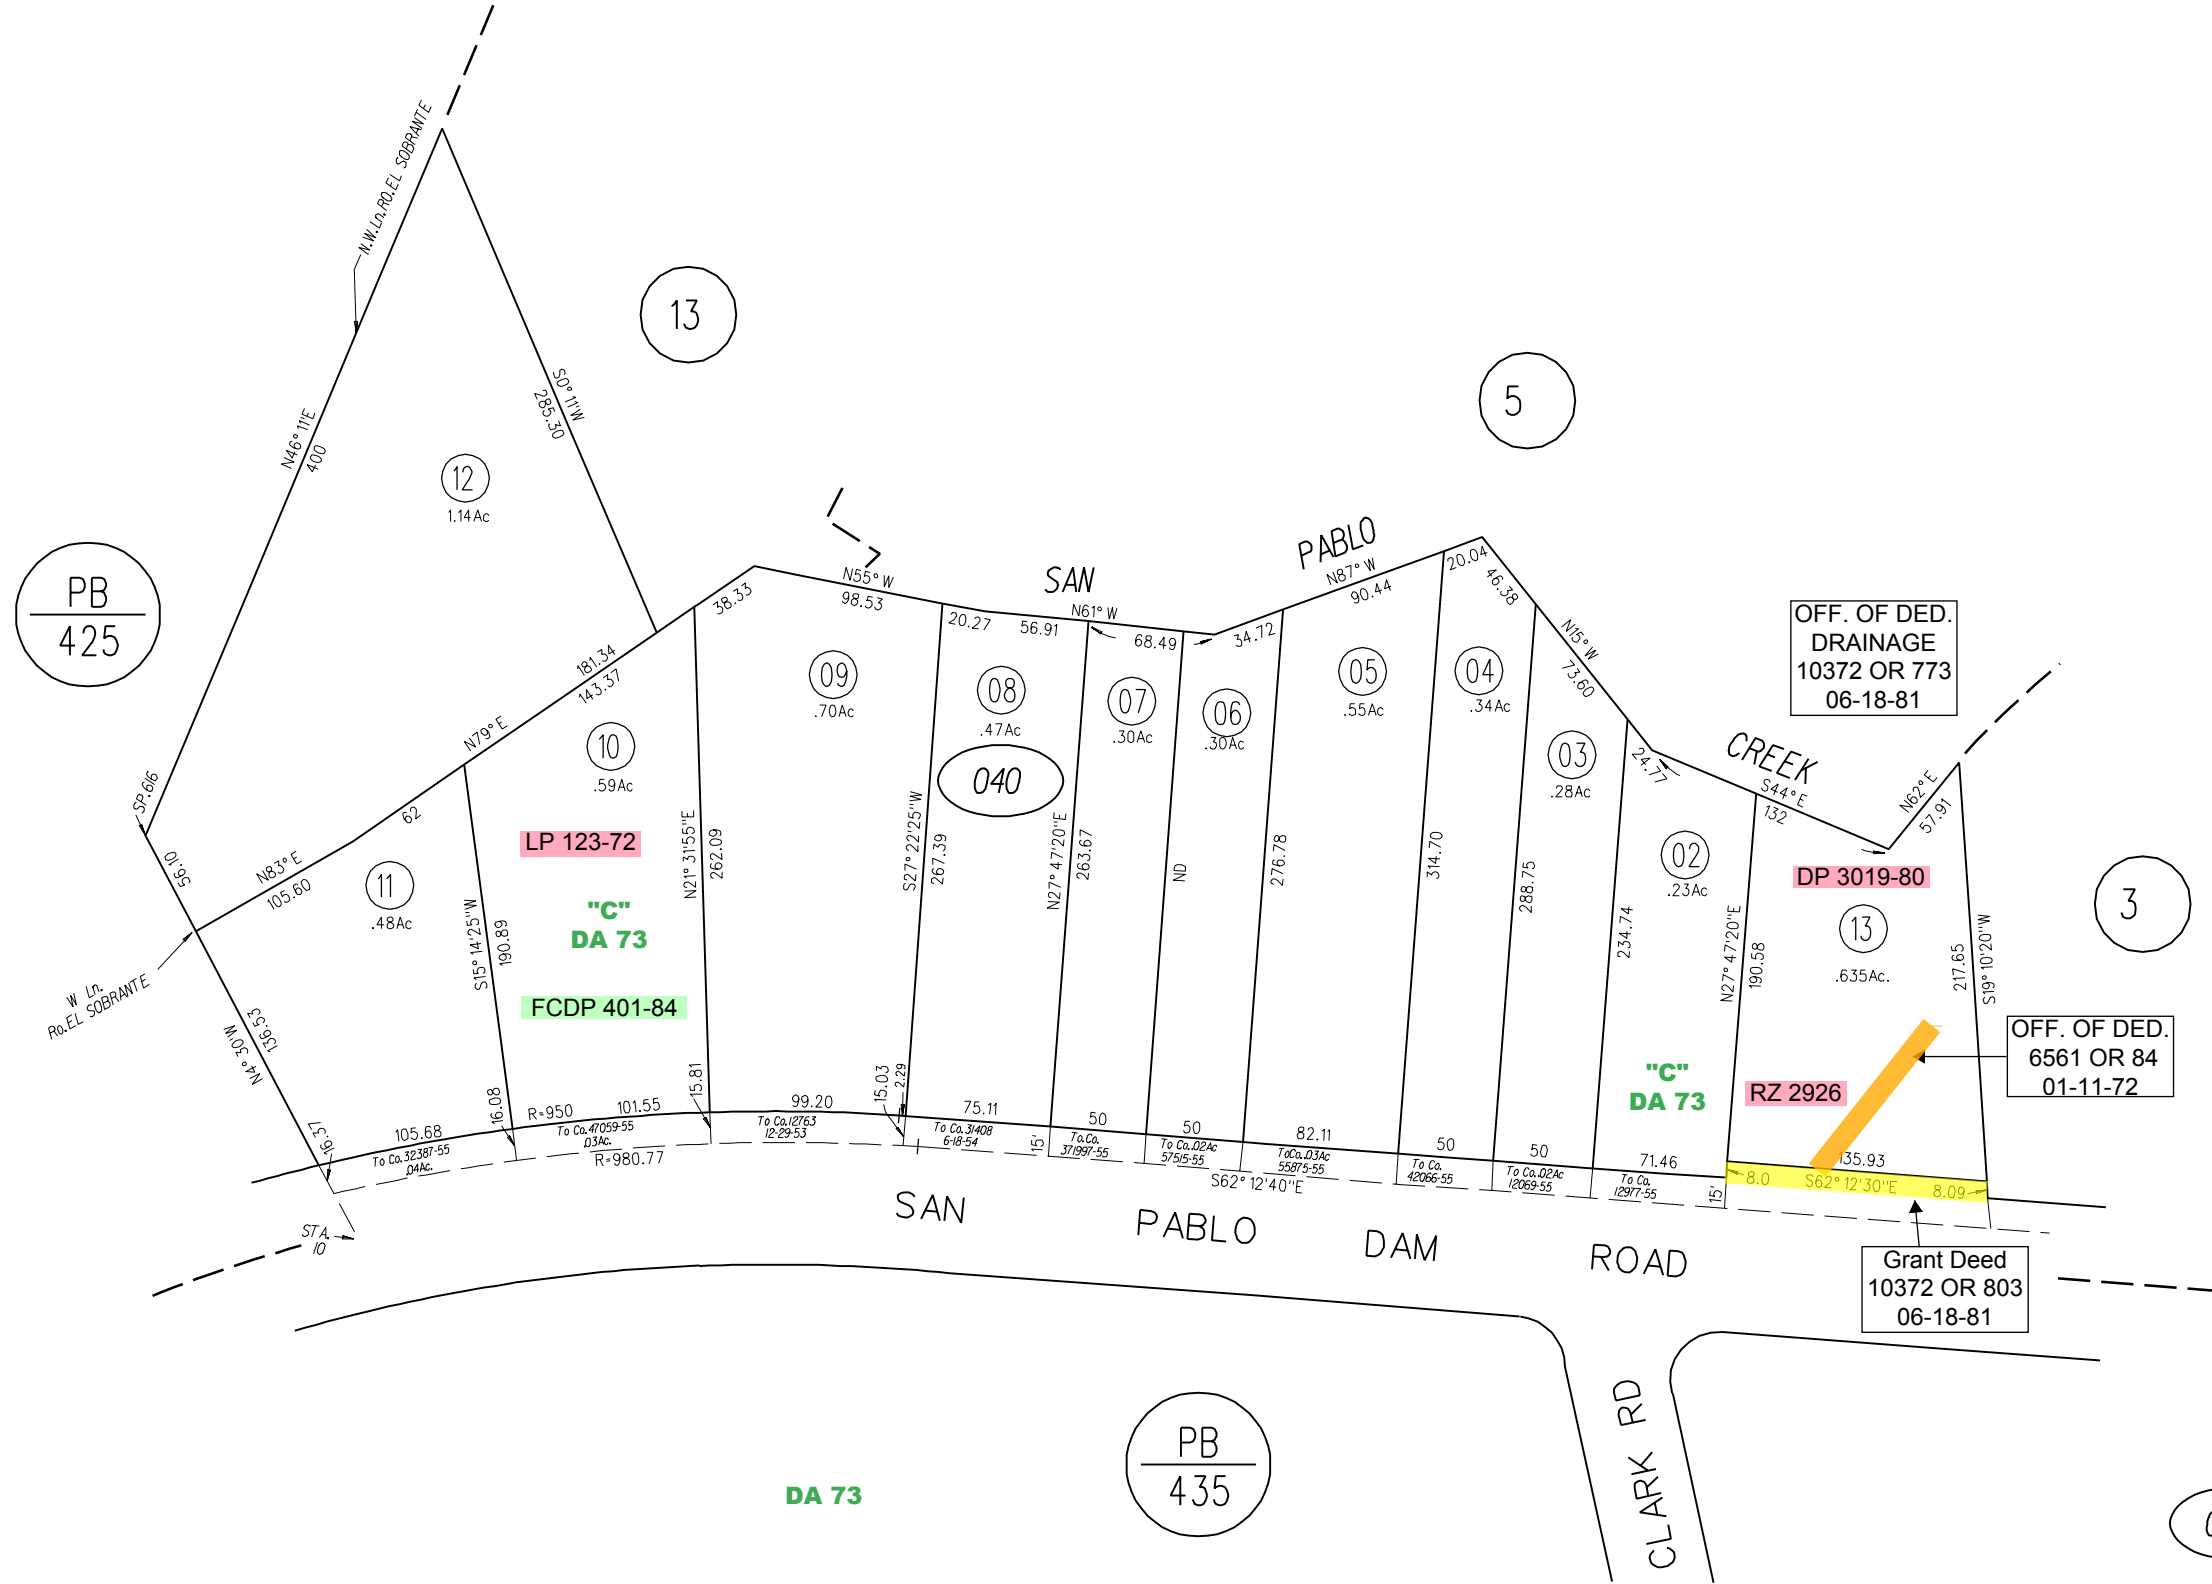 N.W.Ln.RO.EL SOBRANTE
13
5
N46° 11'E
400
S0° 11'W
285.30
12
1.14Ac
PB
425
SAN
PABLO
CREEK
N55° W
98.53
38.33
20.27
56.91
N61° W
68.49
34.72
N87° W
90.44
20.04
46.38
N15° W
73.60
24.77
S44° E
132
N62° E
57.91
OFF. OF DED.
DRAINAGE
10372 OR 773
06-18-81
181.34
143.37
N79° E
62
SP.616
56.10
N83° E
105.60
W Ln.
Ro.EL SOBRANTE
N4° 30'W
136.53
16.37
11
.48Ac
S15° 14'25"W
190.89
16.08
10
.59Ac
LP 123-72
"C"
DA 73
FCDP 401-84
N21° 31'55"E
262.09
15.81
09
.70Ac
S27° 22'25"W
267.39
15.03
2.29
08
.47Ac
040
N27° 47'20"E
263.67
15'
07
.30Ac
ND
06
.30Ac
276.78
05
.55Ac
314.70
04
.34Ac
288.75
03
.28Ac
234.74
02
.23Ac
"C"
DA 73
N27° 47'20"E
190.58
15'
DP 3019-80
13
.635Ac.
217.65
S19° 10'20"W
3
RZ 2926
OFF. OF DED.
6561 OR 84
01-11-72
105.68
To Co.32387-55
.04Ac.
R=950
101.55
To Co.47059-55
.03Ac.
R=980.77
99.20
To Co.12763
12-29-53
75.11
To Co.31408
6-18-54
50
To.Co.
371997-55
50
To Co..02Ac
57515-55
82.11
ToCo..03Ac
55875-55
S62° 12'40"E
50
To Co.
42066-55
50
To Co..02Ac
12069-55
71.46
To Co.
12977-55
135.93
8.0
S62° 12'30"E
8.09
STA.
10
SAN PABLO DAM ROAD
Grant Deed
10372 OR 803
06-18-81
CLARK RD
PB
435
DA 73